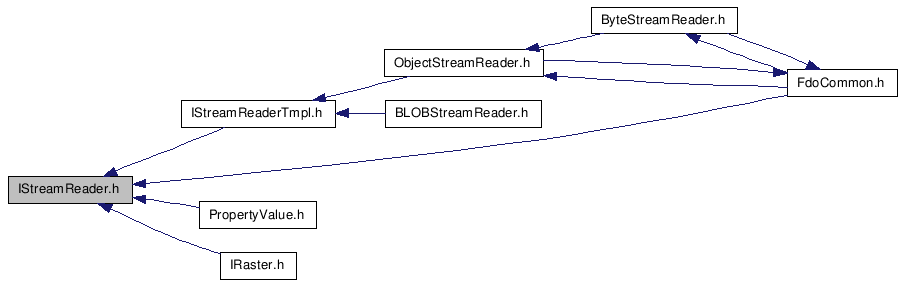 ByteStreamReader.h
ObjectStreamReader.h
FdoCommon.h
IStreamReaderTmpl.h
BLOBStreamReader.h
IStreamReader.h
PropertyValue.h
IRaster.h